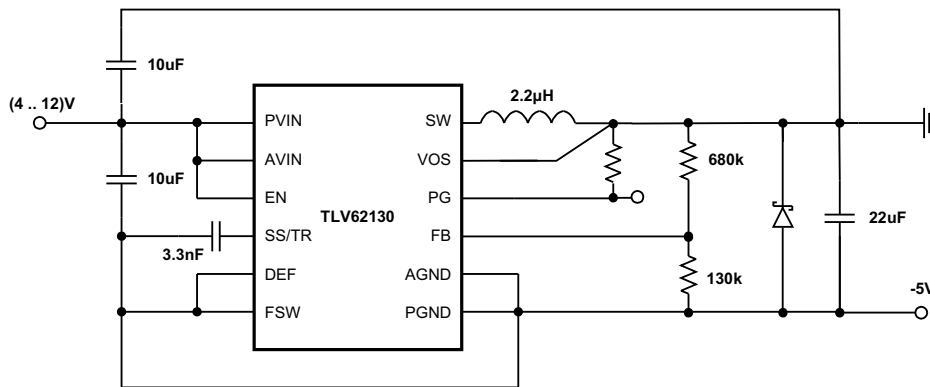 10uF
(4 .. 12)V
10uF
3.3nF
PVIN
AVIN
EN
SS/TR
DEF
FSW
TLV62130
SW
VOS
PG
FB
AGND
PGND
2.2µH
680k
130k
22uF
-5V